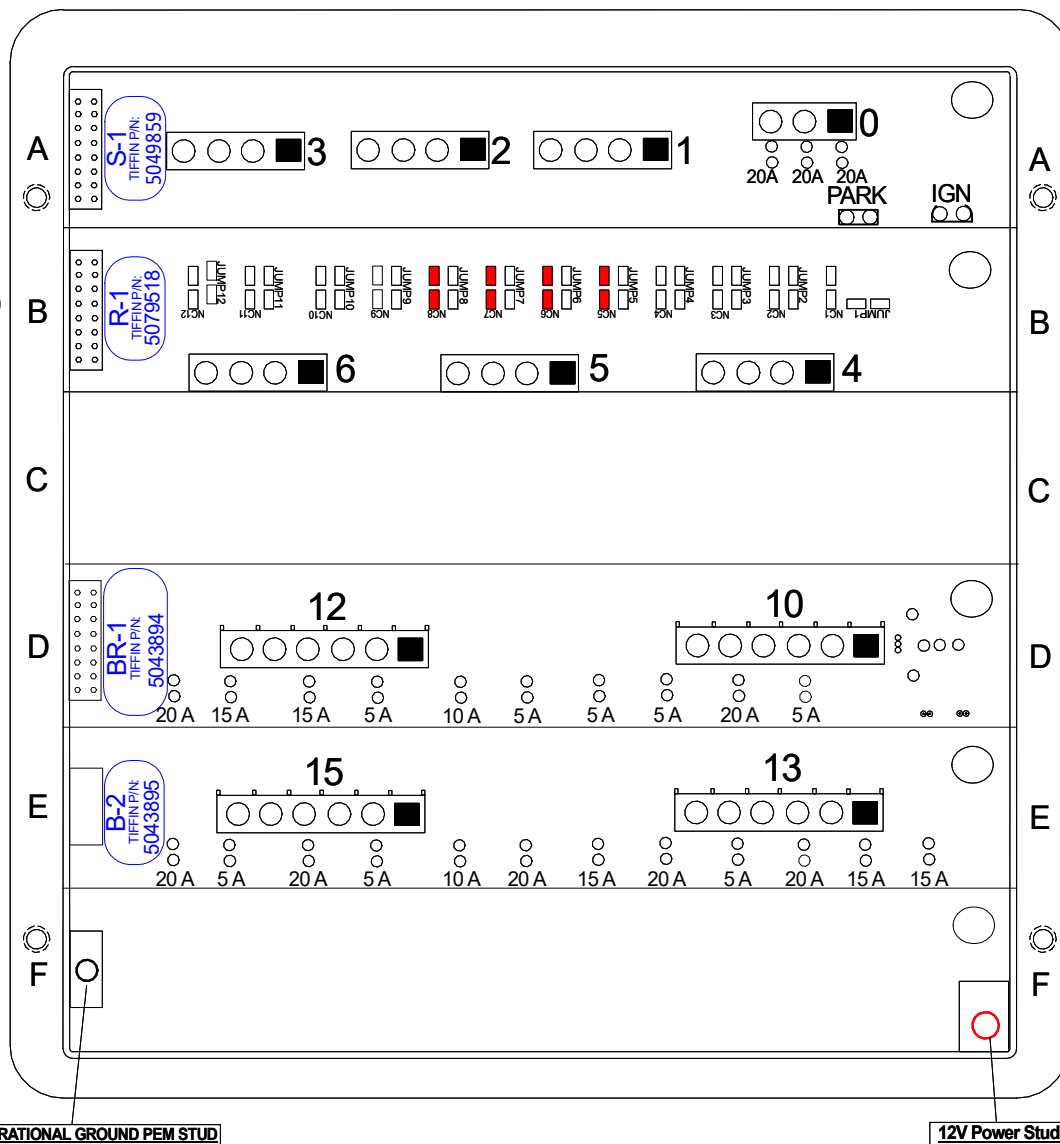 A
S-1
TIFFIN P/N:
5049859
3
2
1
0
20A 20A 20A
PARK
IGN
A
B
R-1
TIFFIN P/N:
5079518
JUMP12
JUMP11
JUMP10
JUMP9
JUMP8
JUMP7
JUMP6
JUMP5
JUMP4
JUMP3
JUMP2
JUMP1
NC12
NC11
NC10
NC9
NC8
NC7
NC6
NC5
NC4
NC3
NC2
NC1
6
5
4
B
C
C
D
BR-1
TIFFIN P/N:
5043894
12
10
20 A 15 A 15 A 5 A 10 A 5 A 5 A 5 A 20 A 5 A
D
E
B-2
TIFFIN P/N:
5043895
15
13
20 A 5 A 20 A 5 A 10 A 20 A 15 A 20 A 5 A 20 A 15 A 15 A
E
F
F
RATIONAL GROUND PEM STUD
12V Power Stud